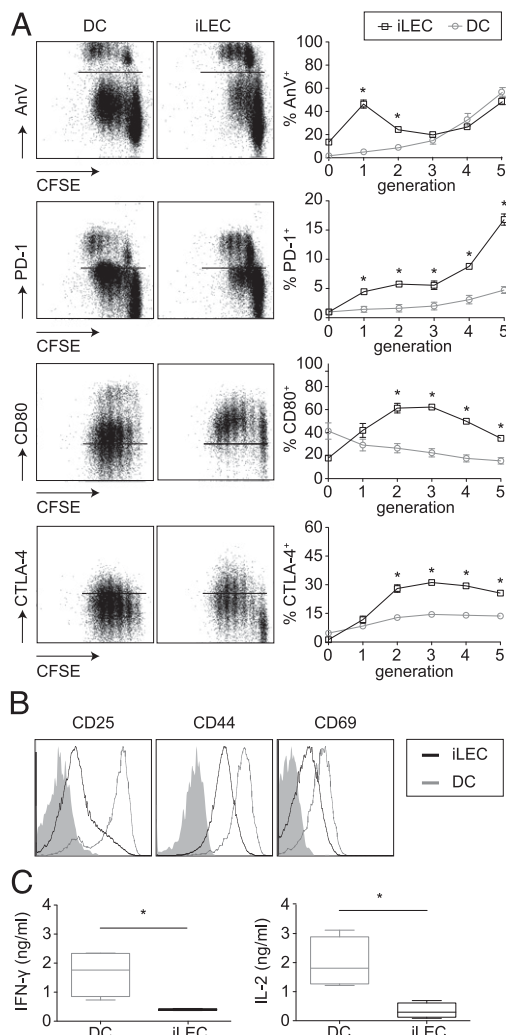 A
DC
iLEC
iLEC
DC
AnV
CFSE
% AnV⁺
100
80
60
40
20
0
0 1 2 3 4 5
generation
* *
PD-1
CFSE
% PD-1⁺
20
15
10
5
0
0 1 2 3 4 5
generation
* * * * *
CD80
CFSE
% CD80⁺
100
80
60
40
20
0
0 1 2 3 4 5
generation
* * * *
CTLA-4
CFSE
% CTLA-4⁺
60
45
30
15
0
0 1 2 3 4 5
generation
* * * *
B
CD25
CD44
CD69
iLEC
DC
C
IFN-γ (ng/ml)
4
3
2
1
0
*
DC
iLEC
IL-2 (ng/ml)
4
3
2
1
0
*
DC
iLEC